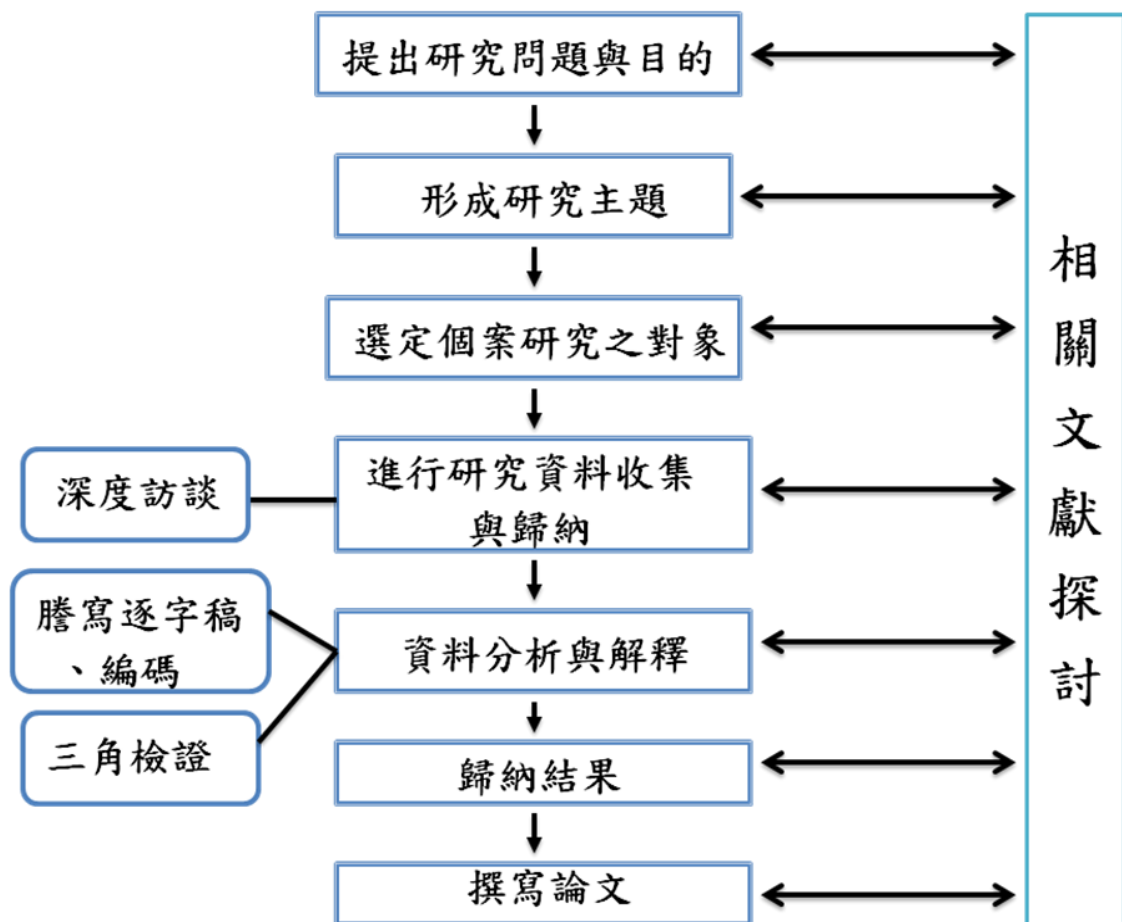 提出研究問題與目的
形成研究主題
選定個案研究之對象
進行研究資料收集
與歸納
深度訪談
謄寫逐字稿
、編碼
資料分析與解釋
三角檢證
歸納結果
撰寫論文
相關文獻探討